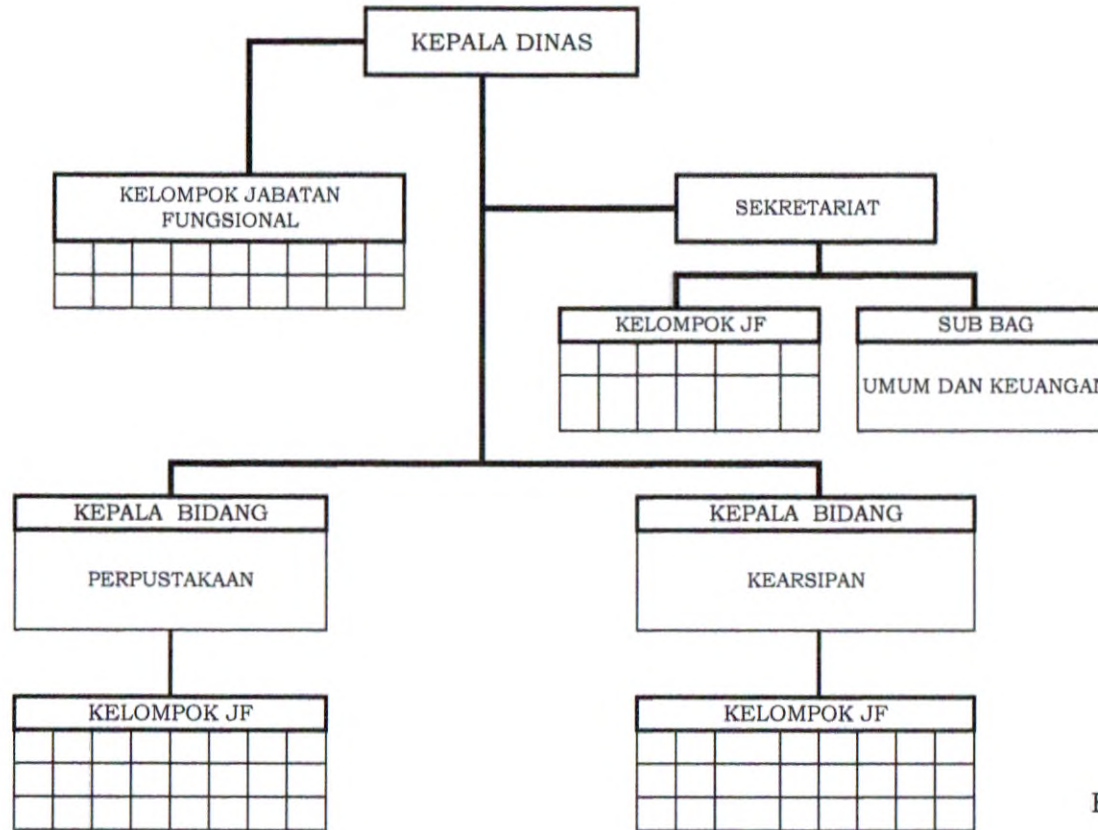 KEPALA DINAS
KELOMPOK JABATAN
FUNGSIONAL
SEKRETARIAT
KELOMPOK JF
SUB BAG
UMUM DAN KEUANGAN
KEPALA BIDANG
PERPUSTAKAAN
KEPALA BIDANG
KEARSIPAN
KELOMPOK JF
KELOMPOK JF